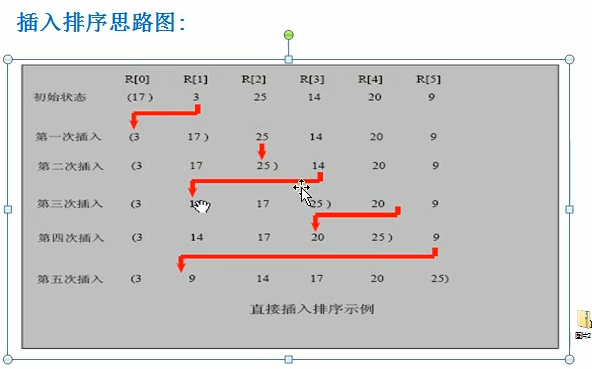 插入排序思路图:
R[0] R[1] R[2] R[3] R[4] R[5]
初始状态 (17) 3 25 14 20 9
第一次插入 (3 17) 25 14 20 9
第二次插入 (3 17 25) 14 20 9
第三次插入 (3 17 25) 20 9
第四次插入 (3 14 17 20 25) 9
第五次插入 (3 9 14 17 20 25)
直接插入排序示例
图片2